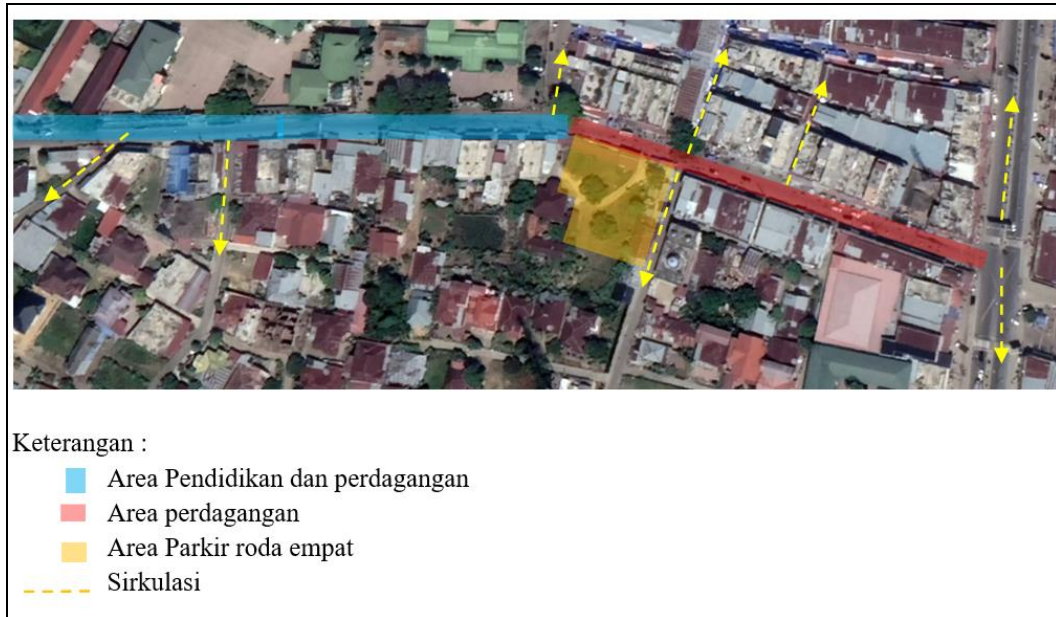 Keterangan :
Area Pendidikan dan perdagangan
Area perdagangan
Area Parkir roda empat
Sirkulasi